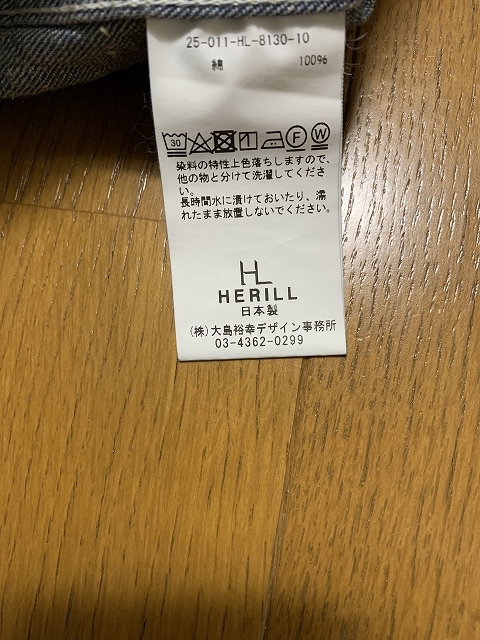 25-011-HL-8130-10
綿 100%
30
F
W
染料の特性上色落ちしますので、
他の物と分けて洗濯してくださ
い。
長時間水に漬けておいたり、濡
れたまま放置しないでください。
HL
HERILL
日本製
(株)大島裕幸デザイン事務所
03-4362-0299